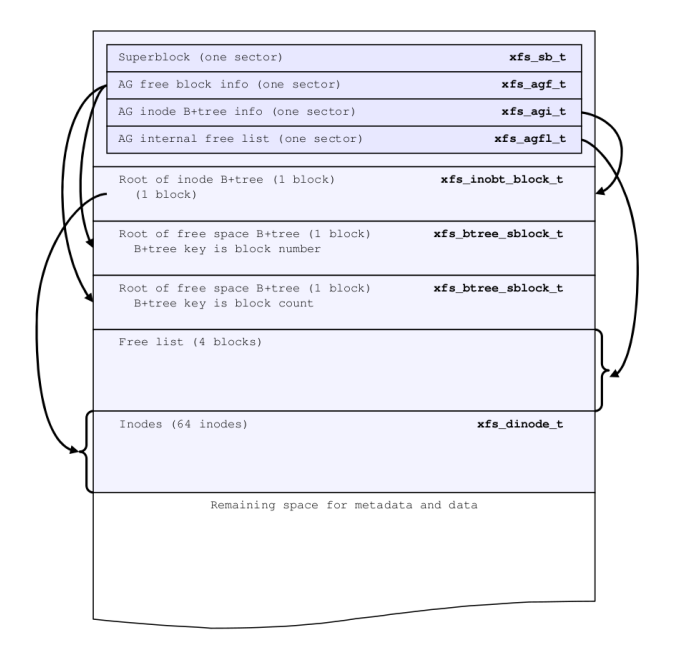 Superblock (one sector) xfs_sb_t
AG free block info (one sector) xfs_agf_t
AG inode B+tree info (one sector) xfs_agi_t
AG internal free list (one sector) xfs_agfl_t
Root of inode B+tree (1 block) xfs_inobt_block_t
(1 block)
Root of free space B+tree (1 block) xfs_btree_sblock_t
B+tree key is block number
Root of free space B+tree (1 block) xfs_btree_sblock_t
B+tree key is block count
Free list (4 blocks)
Inodes (64 inodes) xfs_dinode_t
Remaining space for metadata and data